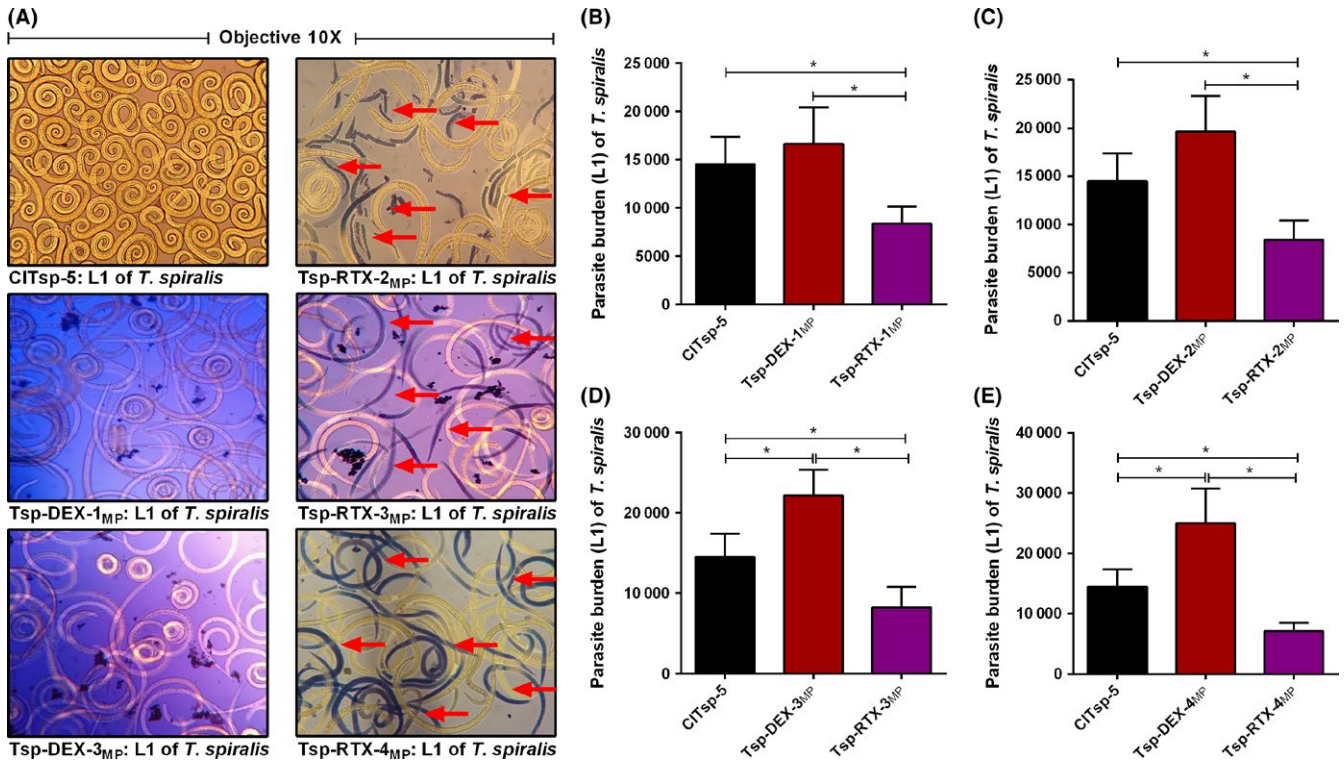 (A)
Objective 10X
CITsp-5: L1 of T. spiralis
Tsp-RTX-2MP: L1 of T. spiralis
Tsp-DEX-1MP: L1 of T. spiralis
Tsp-RTX-3MP: L1 of T. spiralis
Tsp-DEX-3MP: L1 of T. spiralis
Tsp-RTX-4MP: L1 of T. spiralis
(B)
Parasite burden (L1) of T. spiralis
25 000
20 000
15 000
10 000
5000
0
*
*
CITsp-5
Tsp-DEX-1MP
Tsp-RTX-1MP
(C)
Parasite burden (L1) of T. spiralis
25 000
20 000
15 000
10 000
5000
0
*
*
CITsp-5
Tsp-DEX-2MP
Tsp-RTX-2MP
(D)
Parasite burden (L1) of T. spiralis
30 000
20 000
10 000
0
*
* *
CITsp-5
Tsp-DEX-3MP
Tsp-RTX-3MP
(E)
Parasite burden (L1) of T. spiralis
40 000
30 000
20 000
10 000
0
*
* *
CITsp-5
Tsp-DEX-4MP
Tsp-RTX-4MP